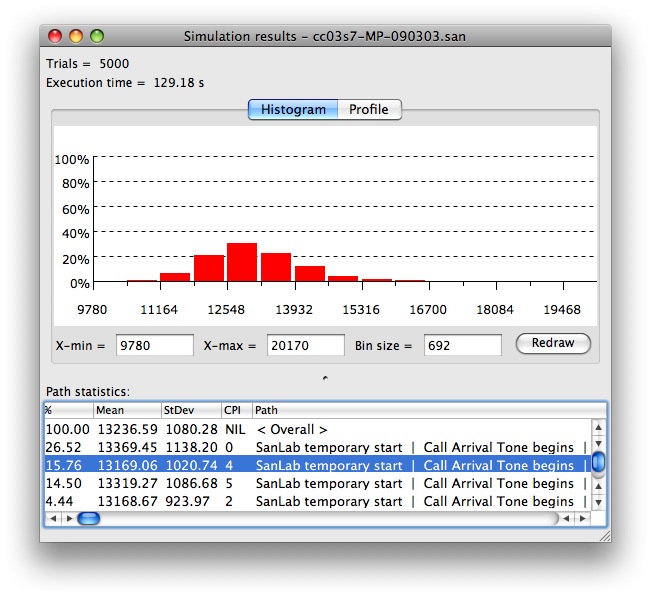 Simulation results - cc03s7-MP-090303.san
Trials = 5000
Execution time = 129.18 s
Histogram Profile
100%
80%
60%
40%
20%
0%
9780 11164 12548 13932 15316 16700 18084 19468
X-min = 9780 X-max = 20170 Bin size = 692 Redraw
Path statistics:
% Mean StDev CPI Path
100.00 13236.59 1080.28 NIL < Overall >
26.52 13369.45 1138.20 0 SanLab temporary start | Call Arrival Tone begins |
15.76 13169.06 1020.74 4 SanLab temporary start | Call Arrival Tone begins |
14.50 13319.27 1086.68 5 SanLab temporary start | Call Arrival Tone begins |
4.44 13168.67 923.97 2 SanLab temporary start | Call Arrival Tone begins |